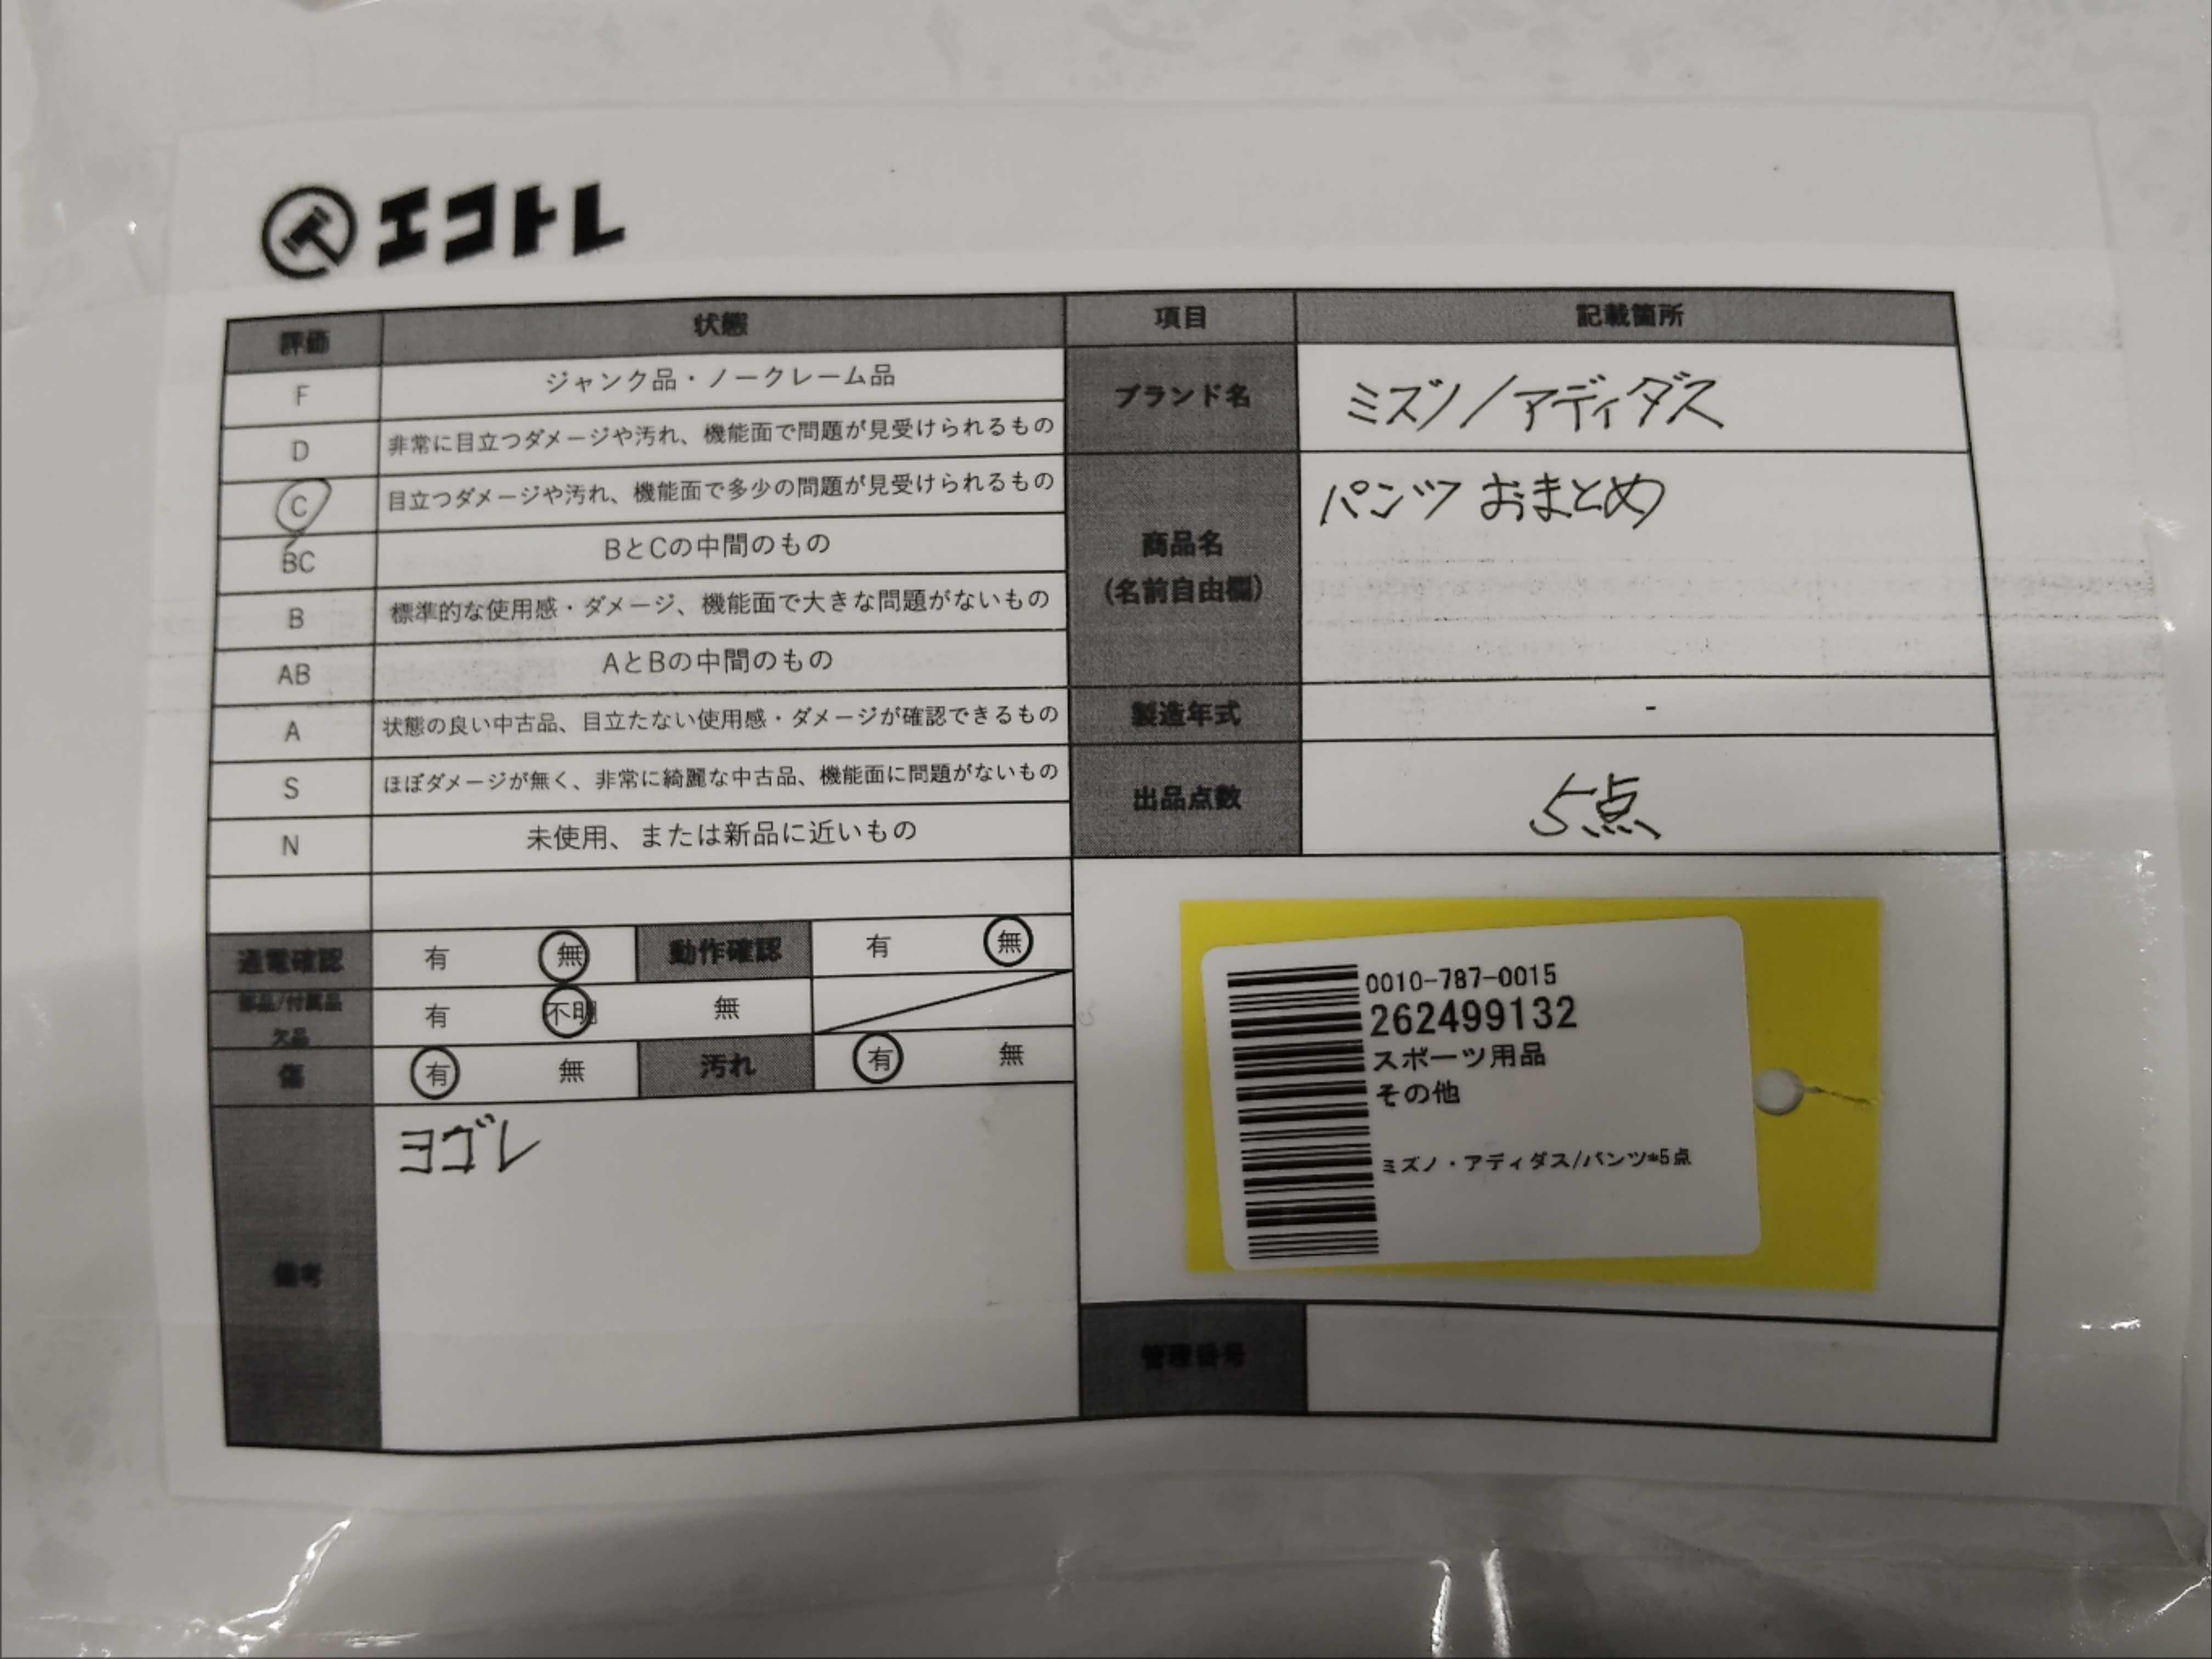 エコトレ
評価 状態 項目 記載箇所
F ジャンク品・ノークレーム品
D 非常に目立つダメージや汚れ、機能面で問題が見受けられるもの
C 目立つダメージや汚れ、機能面で多少の問題が見受けられるもの
BC BとCの中間のもの
B 標準的な使用感・ダメージ、機能面で大きな問題がないもの
AB AとBの中間のもの
A 状態の良い中古品、目立たない使用感・ダメージが確認できるもの
S ほぼダメージが無く、非常に綺麗な中古品、機能面に問題がないもの
N 未使用、または新品に近いもの
ブランド名 ミズノ/アディダス
商品名 パンツ おまとめ
(名前自由欄)
製造年式 -
出品点数 5点
通電確認 有 無 動作確認 有 無
部品/付属品
欠品 有 不明 無
傷 有 無 汚れ 有 無
備考 ヨゴレ
0010-787-0015
262499132
スポーツ用品
その他
ミズノ・アディダス/パンツ*5点
管理番号